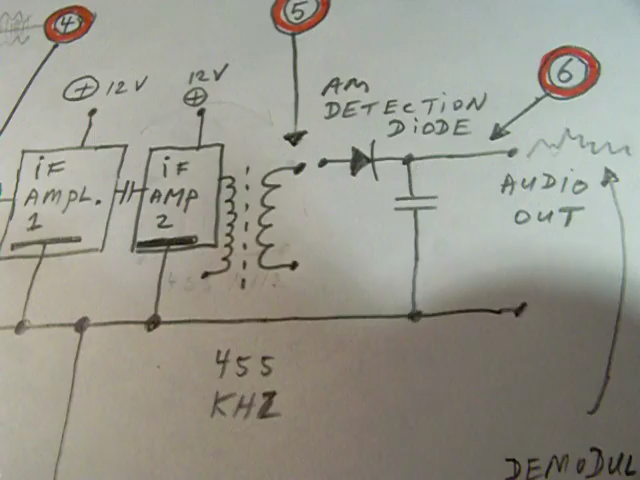 4
5
6
+ 12V
12V
+
AM
DETECTION
DIODE
iF
AMPL.
1
iF
AMP
2
AUDIO
OUT
455
KHZ
DEMODUL